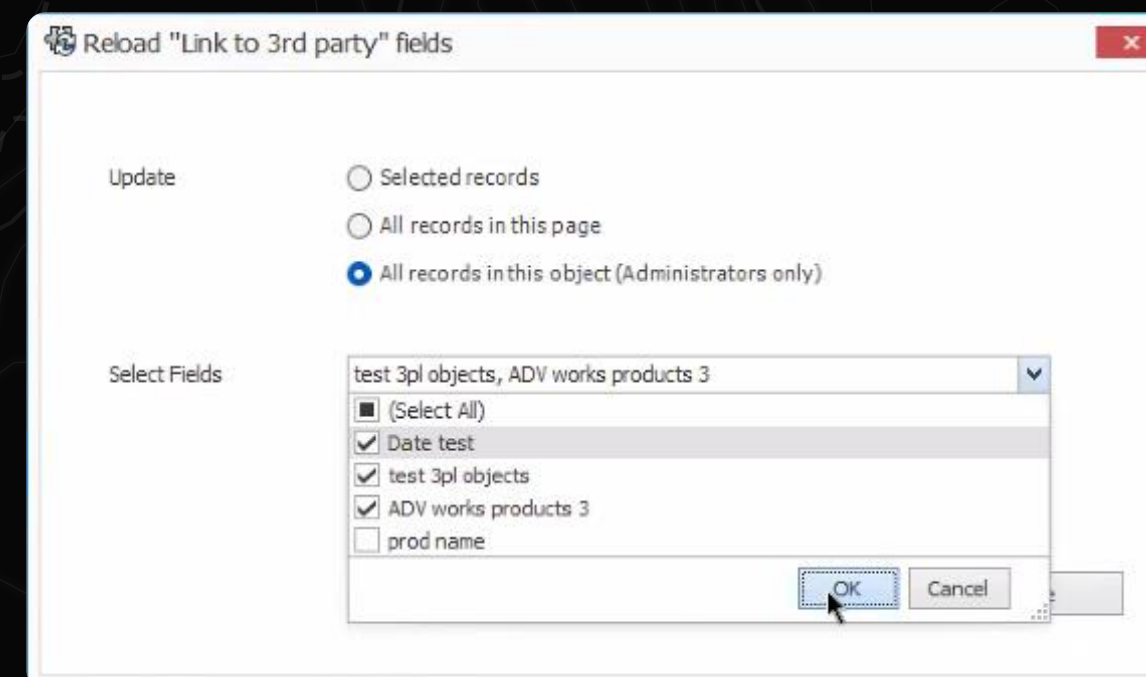 Reload "Link to 3rd party" fields
Update
Selected records
All records in this page
All records in this object (Administrators only)
Select Fields
test 3pl objects, ADV works products 3
(Select All)
Date test
test 3pl objects
ADV works products 3
prod name
OK
Cancel